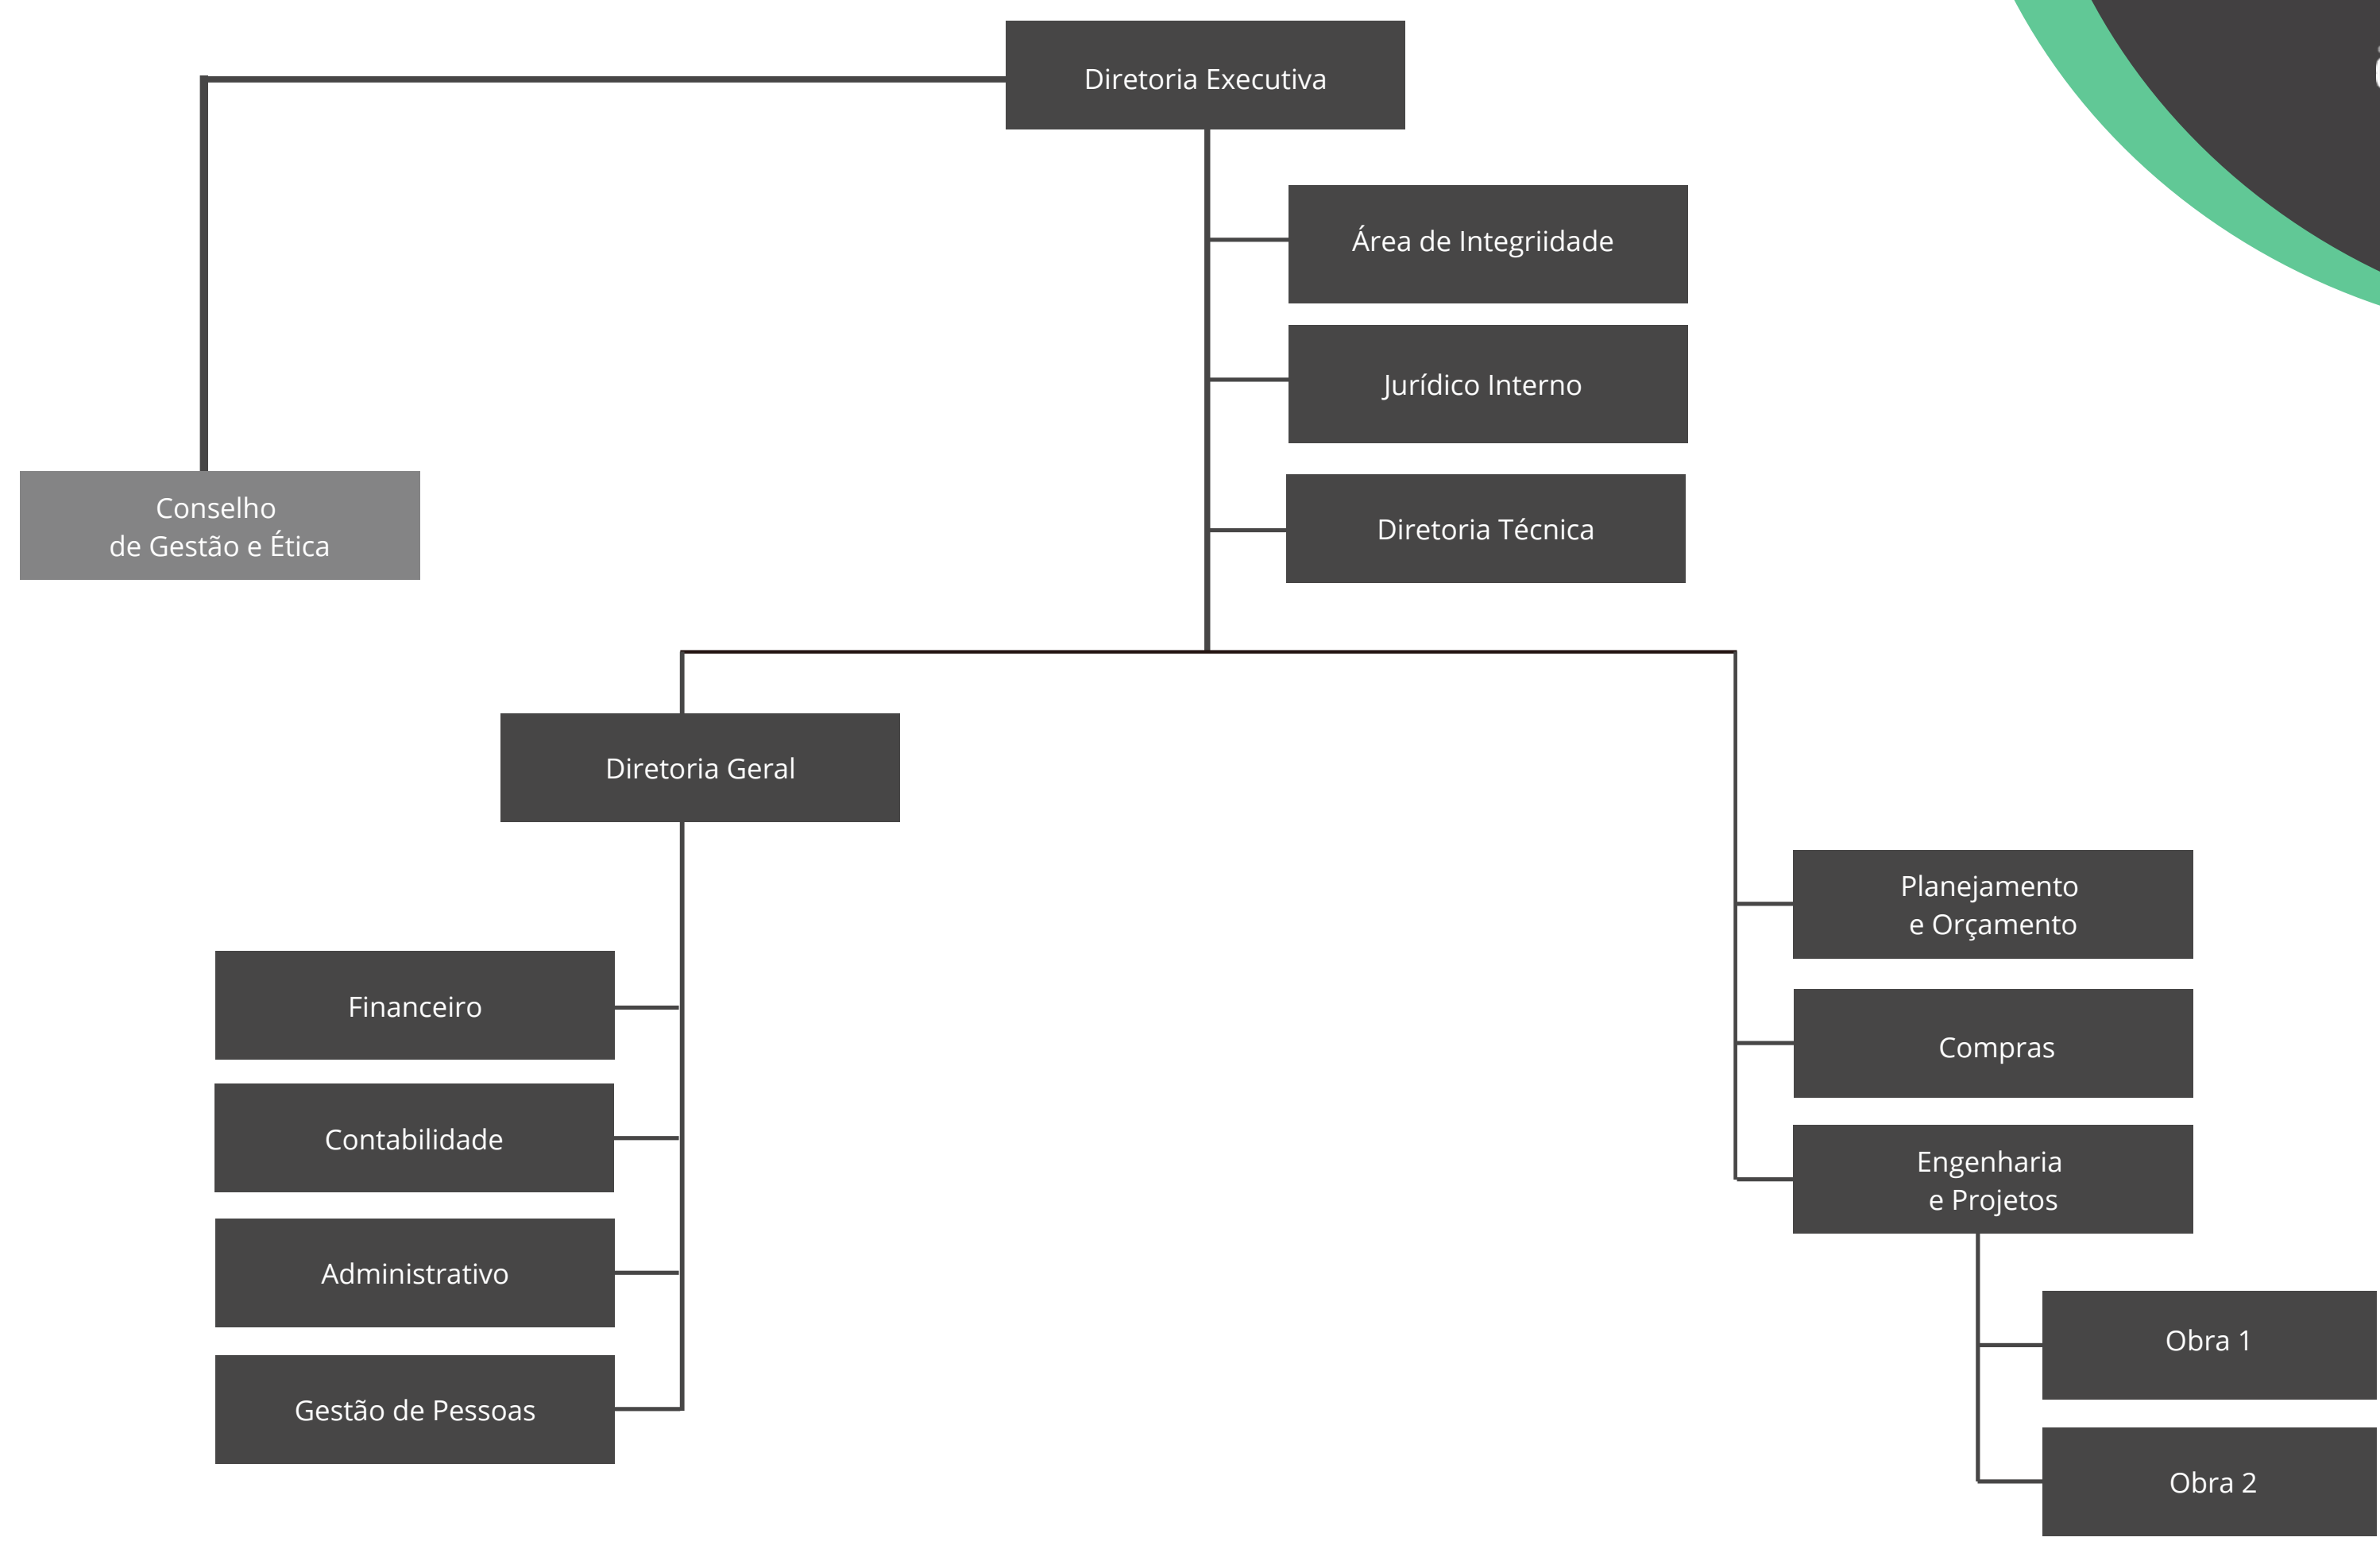 Diretoria Executiva
Área de Integriidade
Jurídico Interno
Conselho
de Gestão e Ética
Diretoria Técnica
Diretoria Geral
Planejamento
e Orçamento
Financeiro
Compras
Contabilidade
Engenharia
e Projetos
Administrativo
Obra 1
Gestão de Pessoas
Obra 2